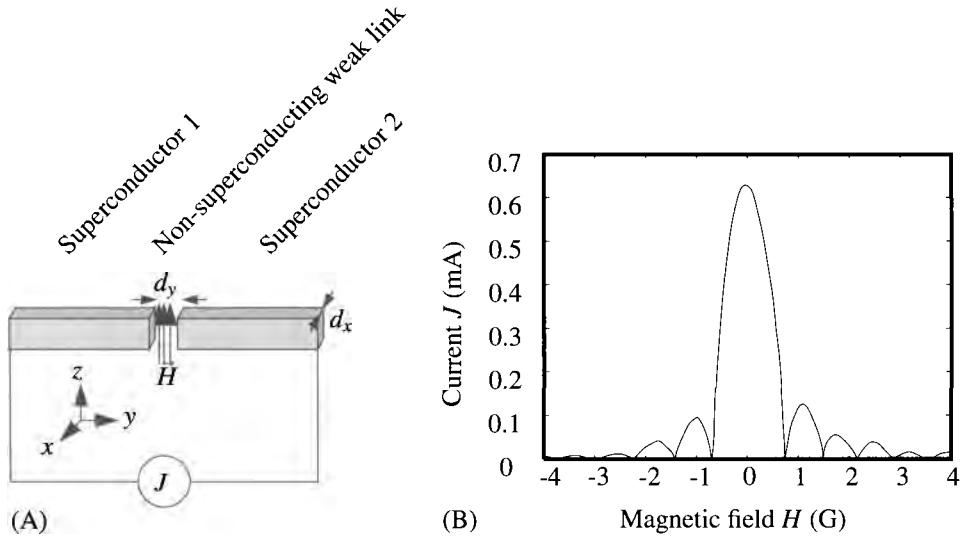 Superconductor 1
Non-superconducting weak link
Superconductor 2
d_y
d_x
H
z
y
x
J
(A)
0.7
0.6
0.5
0.4
0.3
0.2
0.1
0
Current J (mA)
-4 -3 -2 -1 0 1 2 3 4
Magnetic field H (G)
(B)